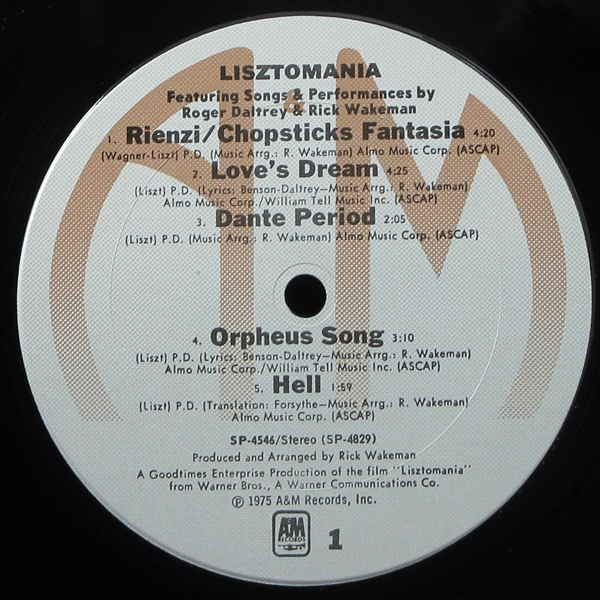 LISZTOMANIA
Featuring Songs & Performances by
Roger Daltrey & Rick Wakeman
1. Rienzi/Chopsticks Fantasia 4:20
(Wagner-Liszt) P.D. (Music Arrg.: R. Wakeman) Almo Music Corp. (ASCAP)
2. Love's Dream 4:25
(Liszt) P.D. (Lyrics: Benson-Daltrey—Music Arrg.: R. Wakeman)
Almo Music Corp./William Tell Music Inc. (ASCAP)
3. Dante Period 2:05
(Liszt) P.D. (Music Arrg.: R. Wakeman) Almo Music Corp. (ASCAP)
4. Orpheus Song 3:10
(Liszt) P.D. (Lyrics: Benson-Daltrey—Music Arrg.: R. Wakeman)
Almo Music Corp./William Tell Music Inc. (ASCAP)
5. Hell 1:59
(Liszt) P.D. (Translation: Forsythe—Music Arrg.: R. Wakeman)
Almo Music Corp. (ASCAP)
SP-4546/Stereo (SP-4829)
Produced and Arranged by Rick Wakeman
A Goodtimes Enterprise Production of the film "Lisztomania"
from Warner Bros., A Warner Communications Co.
℗ 1975 A&M Records, Inc.
A&M
RECORDS
1